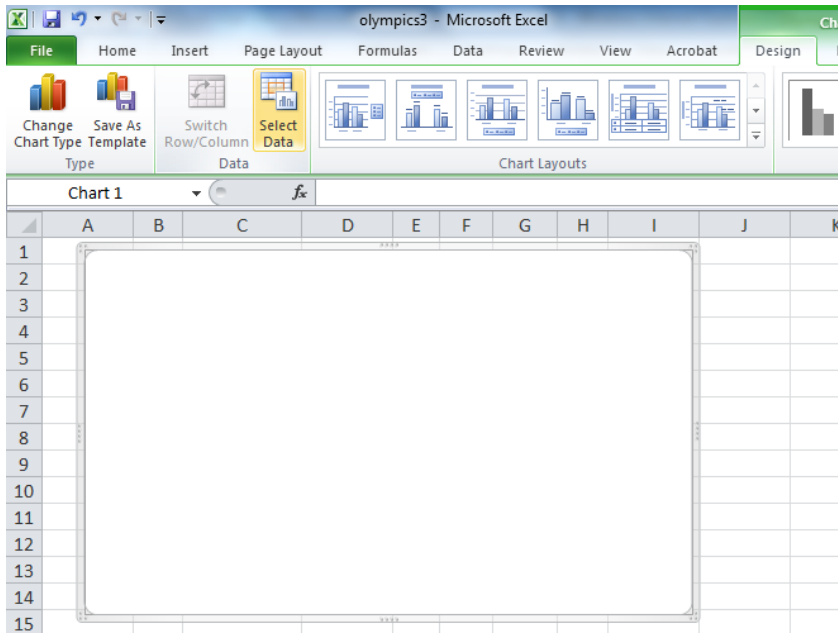 olympics3 - Microsoft Excel
Ch
File Home Insert Page Layout Formulas Data Review View Acrobat Design
Change Chart Type
Save As Template
Switch Row/Column
Select Data
Type Data Chart Layouts
Chart 1 fx
A B C D E F G H I J K
1
2
3
4
5
6
7
8
9
10
11
12
13
14
15